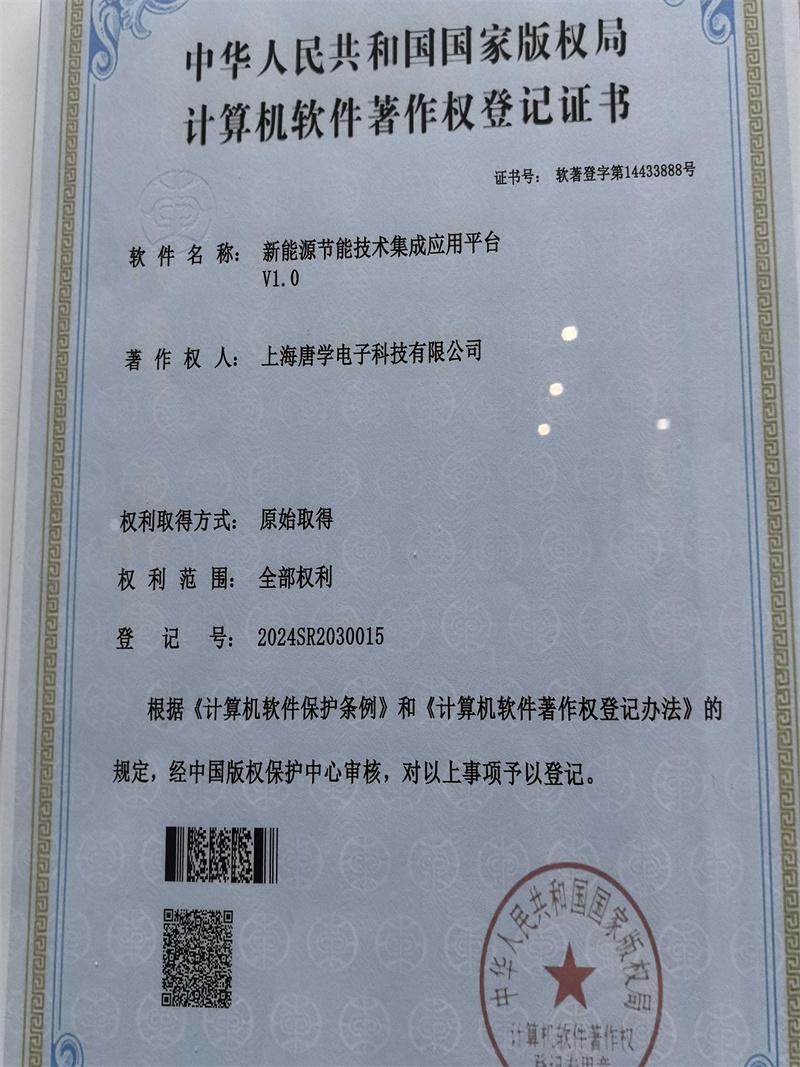 中华人民共和国国家版权局
计算机软件著作权登记证书
证书号： 软著登字第14433888号
软件名称： 新能源节能技术集成应用平台
V1.0
著作权人： 上海唐学电子科技有限公司
权利取得方式： 原始取得
权利范围： 全部权利
登记号： 2024SR2030015
根据《计算机软件保护条例》和《计算机软件著作权登记办法》的
规定，经中国版权保护中心审核，对以上事项予以登记。
中华人民共和国国家版权局
计算机软件著作权
登记专用章